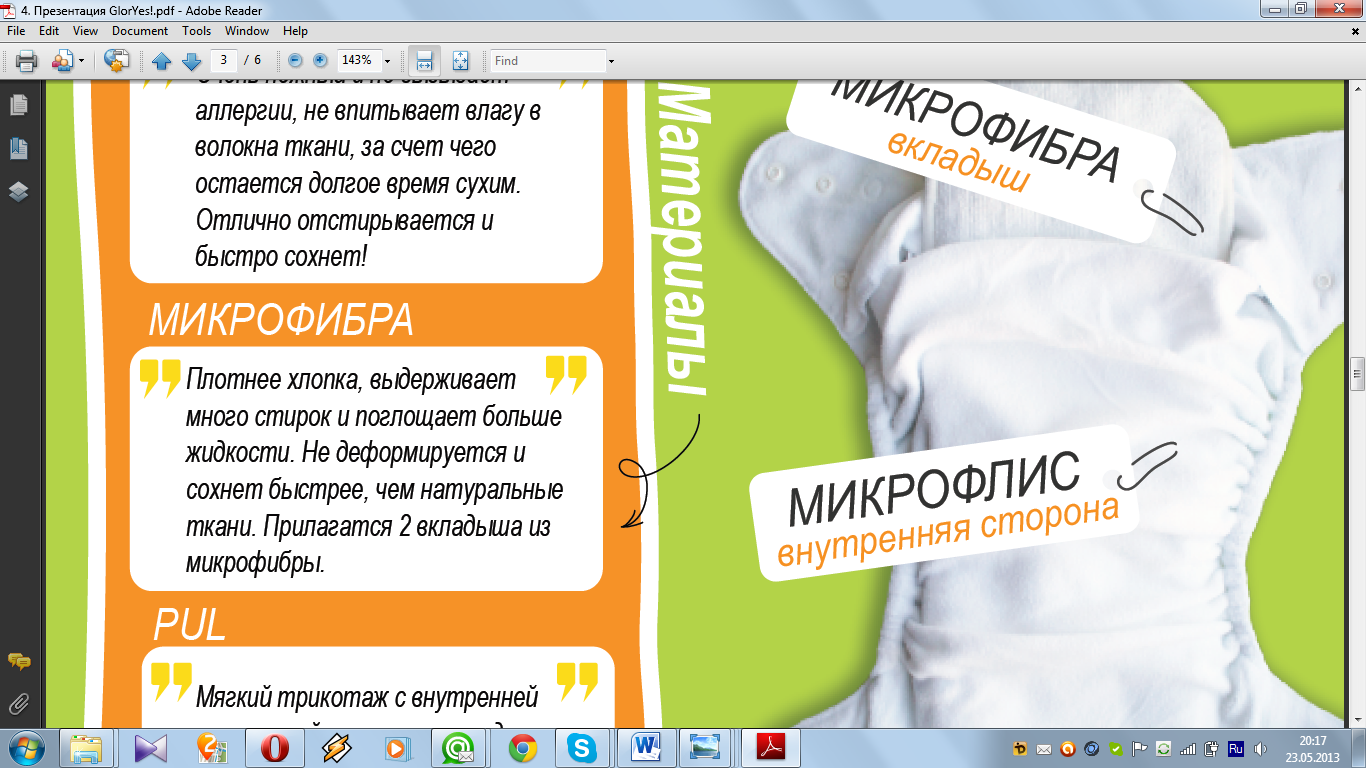 4. Презентация GlorYes!.pdf - Adobe Reader
File Edit View Document Tools Window Help
3 / 6 143% Find
аллергии, не впитывает влагу в
волокна ткани, за счет чего
остается долгое время сухим.
Отлично отстирывается и
быстро сохнет!
МИКРОФИБРА
Плотнее хлопка, выдерживает
много стирок и поглощает больше
жидкости. Не деформируется и
сохнет быстрее, чем натуральные
ткани. Прилагатся 2 вкладыша из
микрофибры.
PUL
Мягкий трикотаж с внутренней
Материалы
МИКРОФИБРА
вкладыш
МИКРОФЛИС
внутренняя сторона
Ru
20:17
23.05.2013